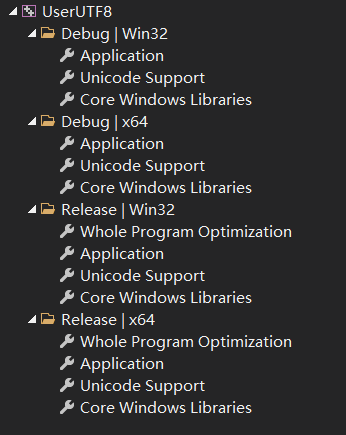 UserUTF8
Debug | Win32
Application
Unicode Support
Core Windows Libraries
Debug | x64
Application
Unicode Support
Core Windows Libraries
Release | Win32
Whole Program Optimization
Application
Unicode Support
Core Windows Libraries
Release | x64
Whole Program Optimization
Application
Unicode Support
Core Windows Libraries